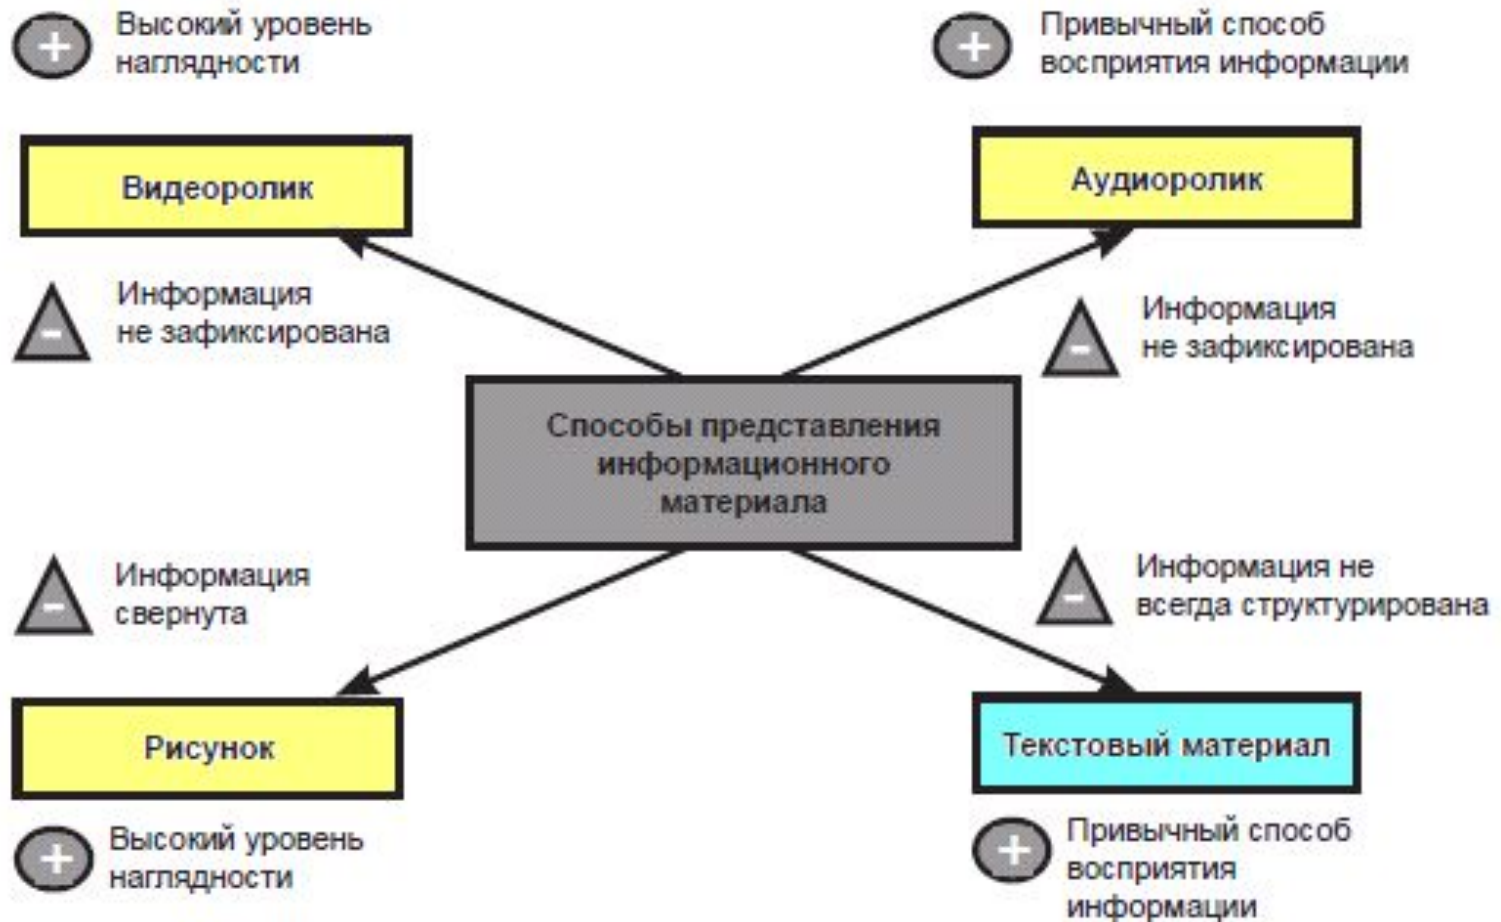 +
Высокий уровень
наглядности
+
Привычный способ
восприятия информации
Видеоролик
Аудиоролик
-
Информация
не зафиксирована
-
Информация
не зафиксирована
Способы представления
информационного
материала
-
Информация
свернута
-
Информация не
всегда структурирована
Рисунок
Текстовый материал
+
Высокий уровень
наглядности
+
Привычный способ
восприятия
информации